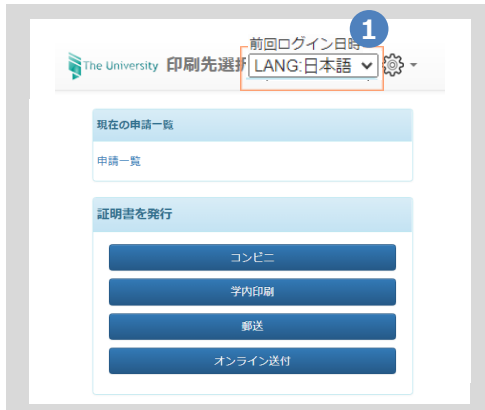 1
前回ログイン日時
The University 印刷先選択
LANG:日本語
現在の申請一覧
申請一覧
証明書を発行
コンビニ
学内印刷
郵送
オンライン送付